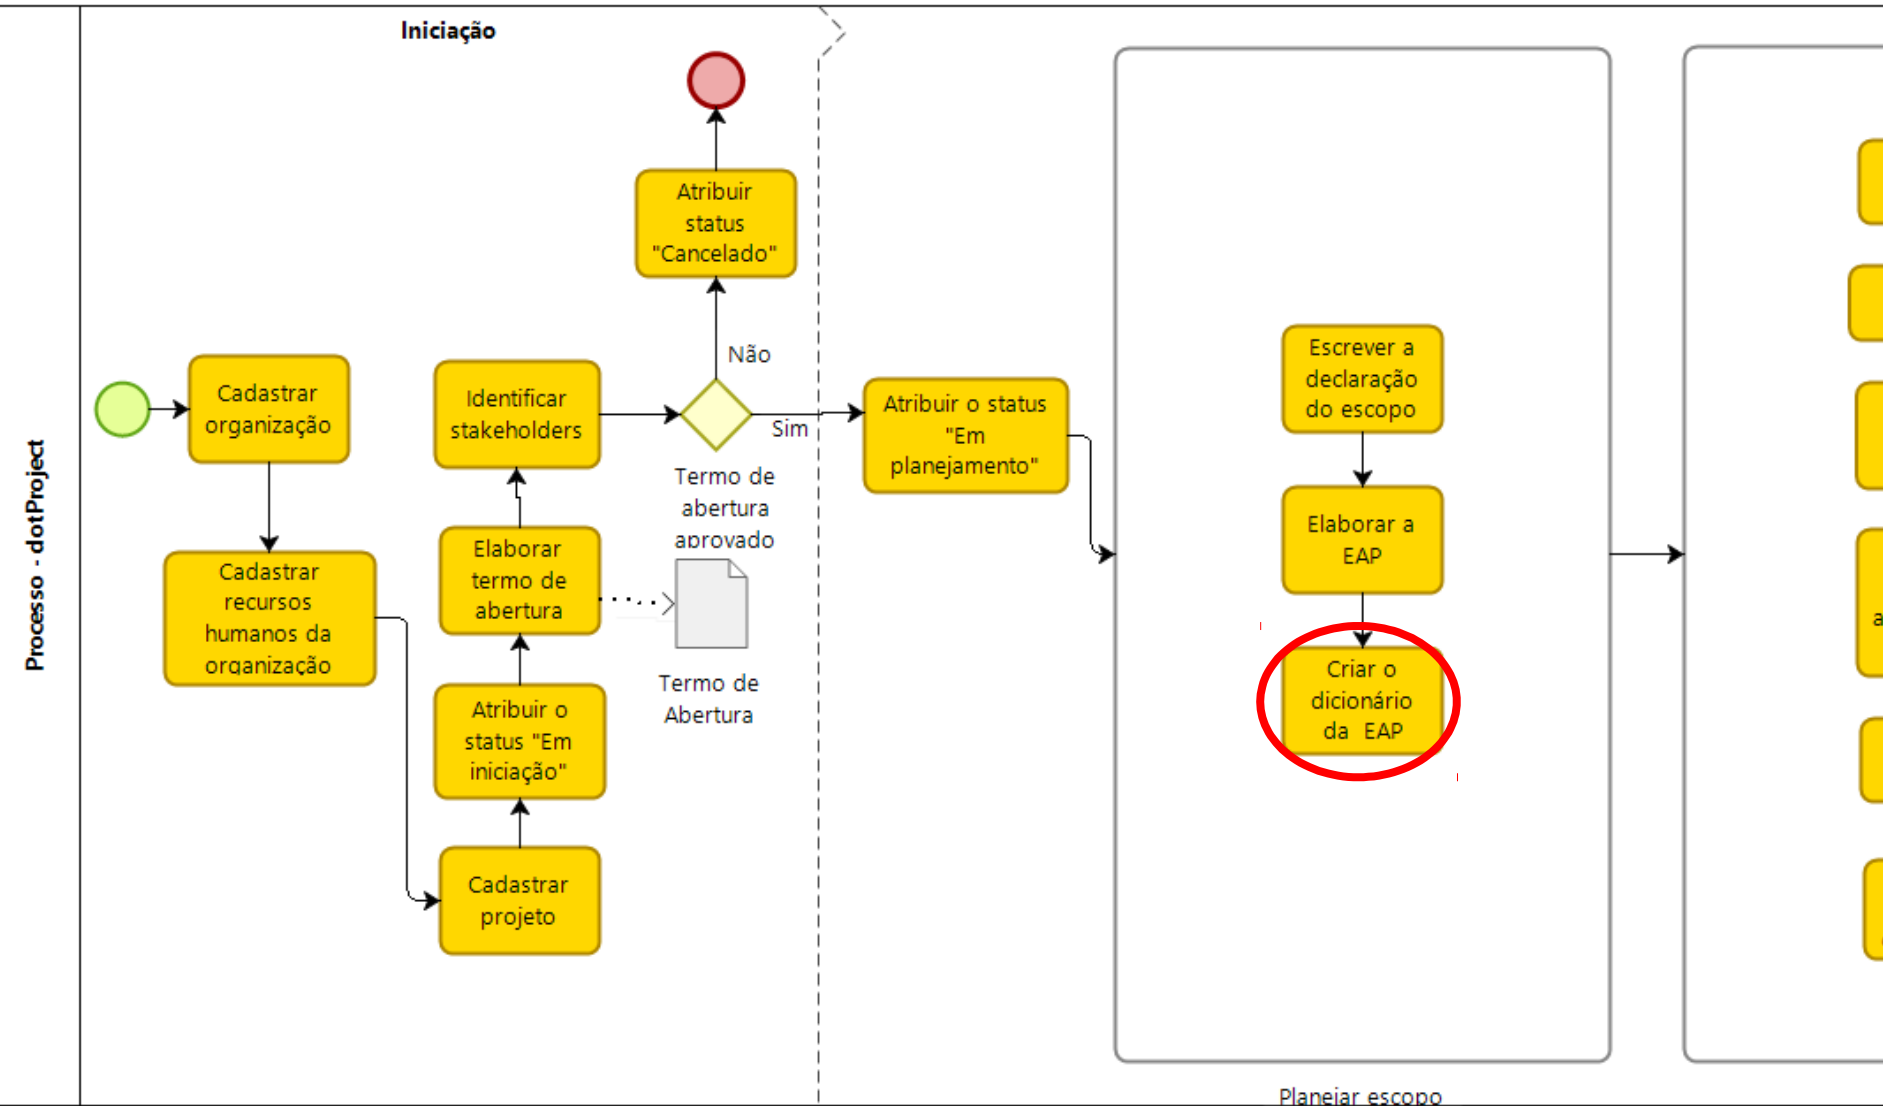 Processo - dotProject
Iniciação
Cadastrar
organização
Cadastrar
recursos
humanos da
organização
Cadastrar
projeto
Atribuir o
status "Em
iniciação"
Elaborar
termo de
abertura
Termo de
Abertura
Identificar
stakeholders
Termo de
abertura
aprovado
Não
Atribuir
status
"Cancelado"
Sim
Atribuir o status
"Em
planejamento"
Escrever a
declaração
do escopo
Elaborar a
EAP
Criar o
dicionário
da EAP
Planejar escopo